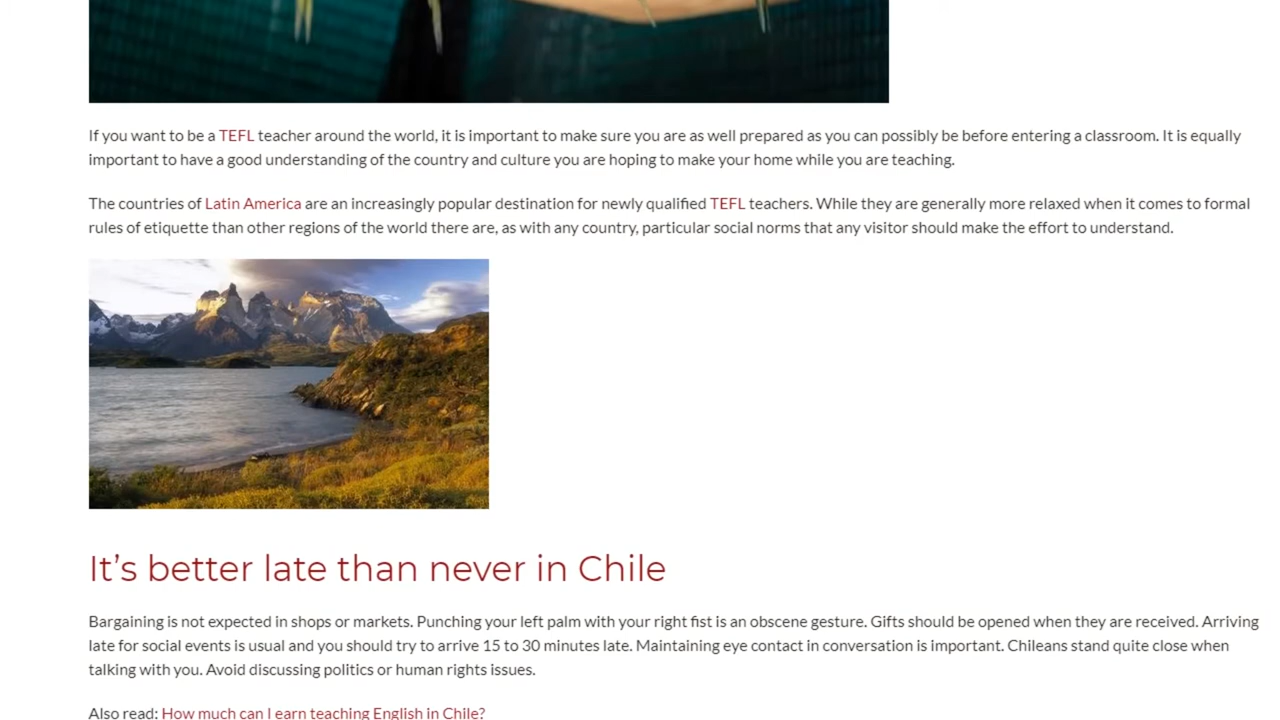 If you want to be a TEFL teacher around the world, it is important to make sure you are as well prepared as you can possibly be before entering a classroom. It is equally
important to have a good understanding of the country and culture you are hoping to make your home while you are teaching.
The countries of Latin America are an increasingly popular destination for newly qualified TEFL teachers. While they are generally more relaxed when it comes to formal
rules of etiquette than other regions of the world there are, as with any country, particular social norms that any visitor should make the effort to understand.
It’s better late than never in Chile
Bargaining is not expected in shops or markets. Punching your left palm with your right fist is an obscene gesture. Gifts should be opened when they are received. Arriving
late for social events is usual and you should try to arrive 15 to 30 minutes late. Maintaining eye contact in conversation is important. Chileans stand quite close when
talking with you. Avoid discussing politics or human rights issues.
Also read: How much can I earn teaching English in Chile?